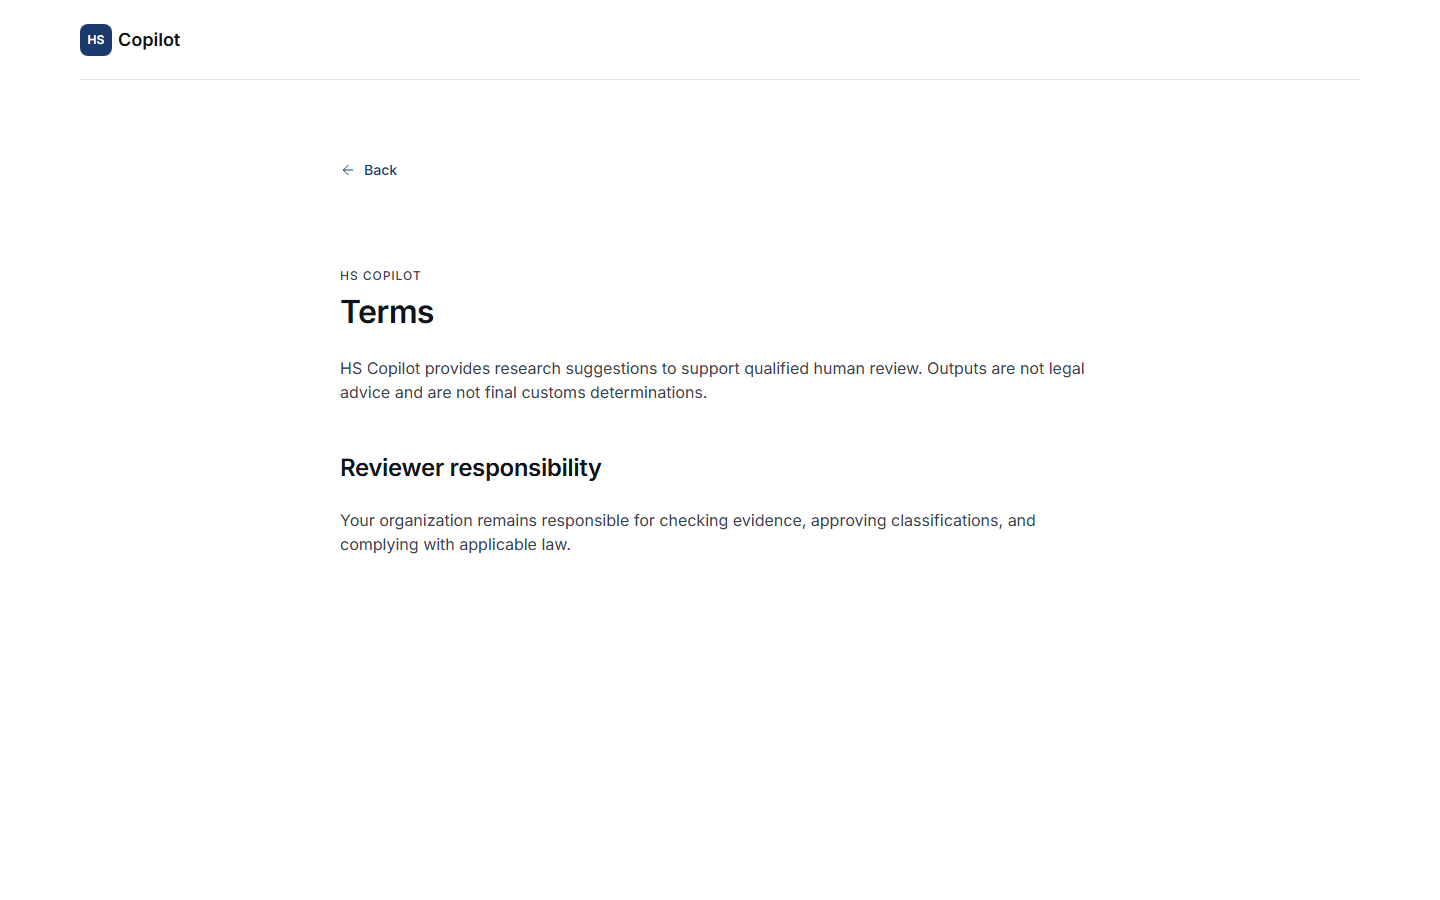 HS Copilot
Back
HS COPILOT
Terms
HS Copilot provides research suggestions to support qualified human review. Outputs are not legal
advice and are not final customs determinations.
Reviewer responsibility
Your organization remains responsible for checking evidence, approving classifications, and
complying with applicable law.